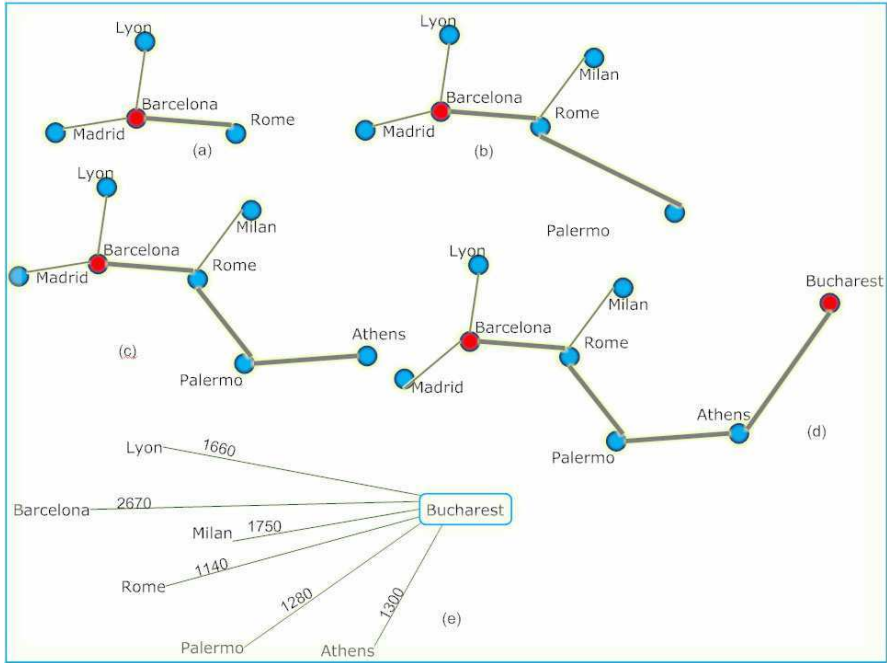 Lyon
Barcelona
Madrid
Rome
(a)
Lyon
Milan
Barcelona
Rome
Madrid
(b)
Palermo
Lyon
Milan
Barcelona
Rome
Madrid
Athens
(c)
Palermo
Lyon
Bucharest
Milan
Barcelona
Rome
Madrid
Athens
(d)
Palermo
Lyon 1660
Barcelona 2670
Bucharest
Milan 1750
Rome 1140
1280
1300
(e)
Palermo
Athens